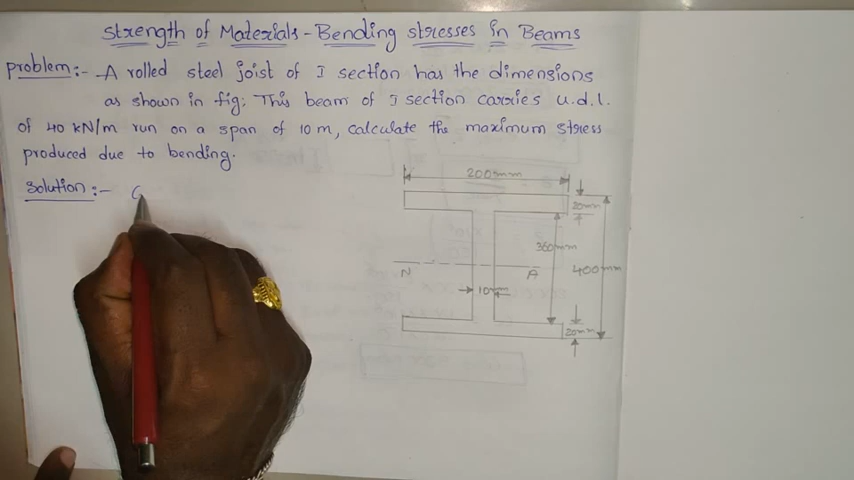 Strength of Materials - Bending stresses in Beams
Problem:- A rolled steel joist of I section has the dimensions
as shown in fig: This beam of I section carries u.d.l.
of 40 kN/m run on a span of 10 m, calculate the maximum stress
produced due to bending.
Solution:- G
200mm
20mm
360mm
400mm
N
A
10mm
20mm